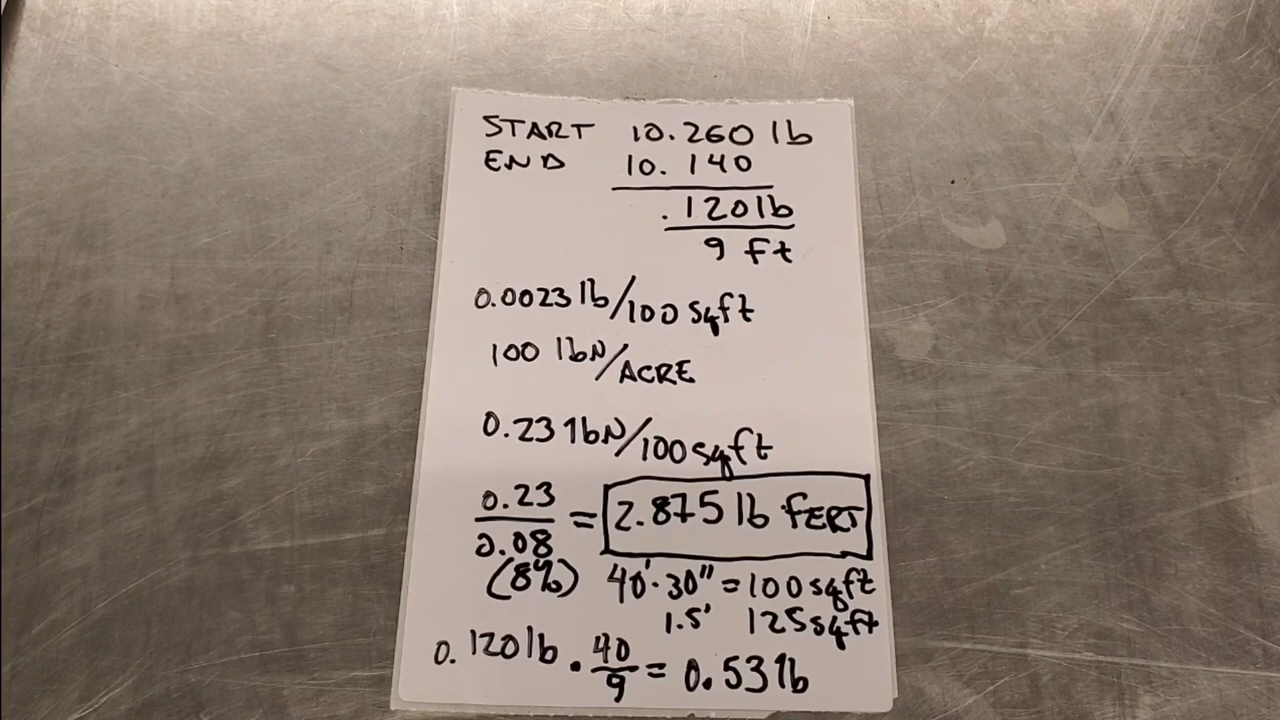 START 10.260 lb
END 10.140
.120 lb
9 ft
0.0023 lb/100 sqft
100 lbN/ACRE
0.23 lbN/100 sqft
0.23
0.08
(8%)
= 2.875 lb FERT
40'·30" = 100 sqft
1.5' 125 sqft
0.120 lb · 40/9 = 0.53 lb